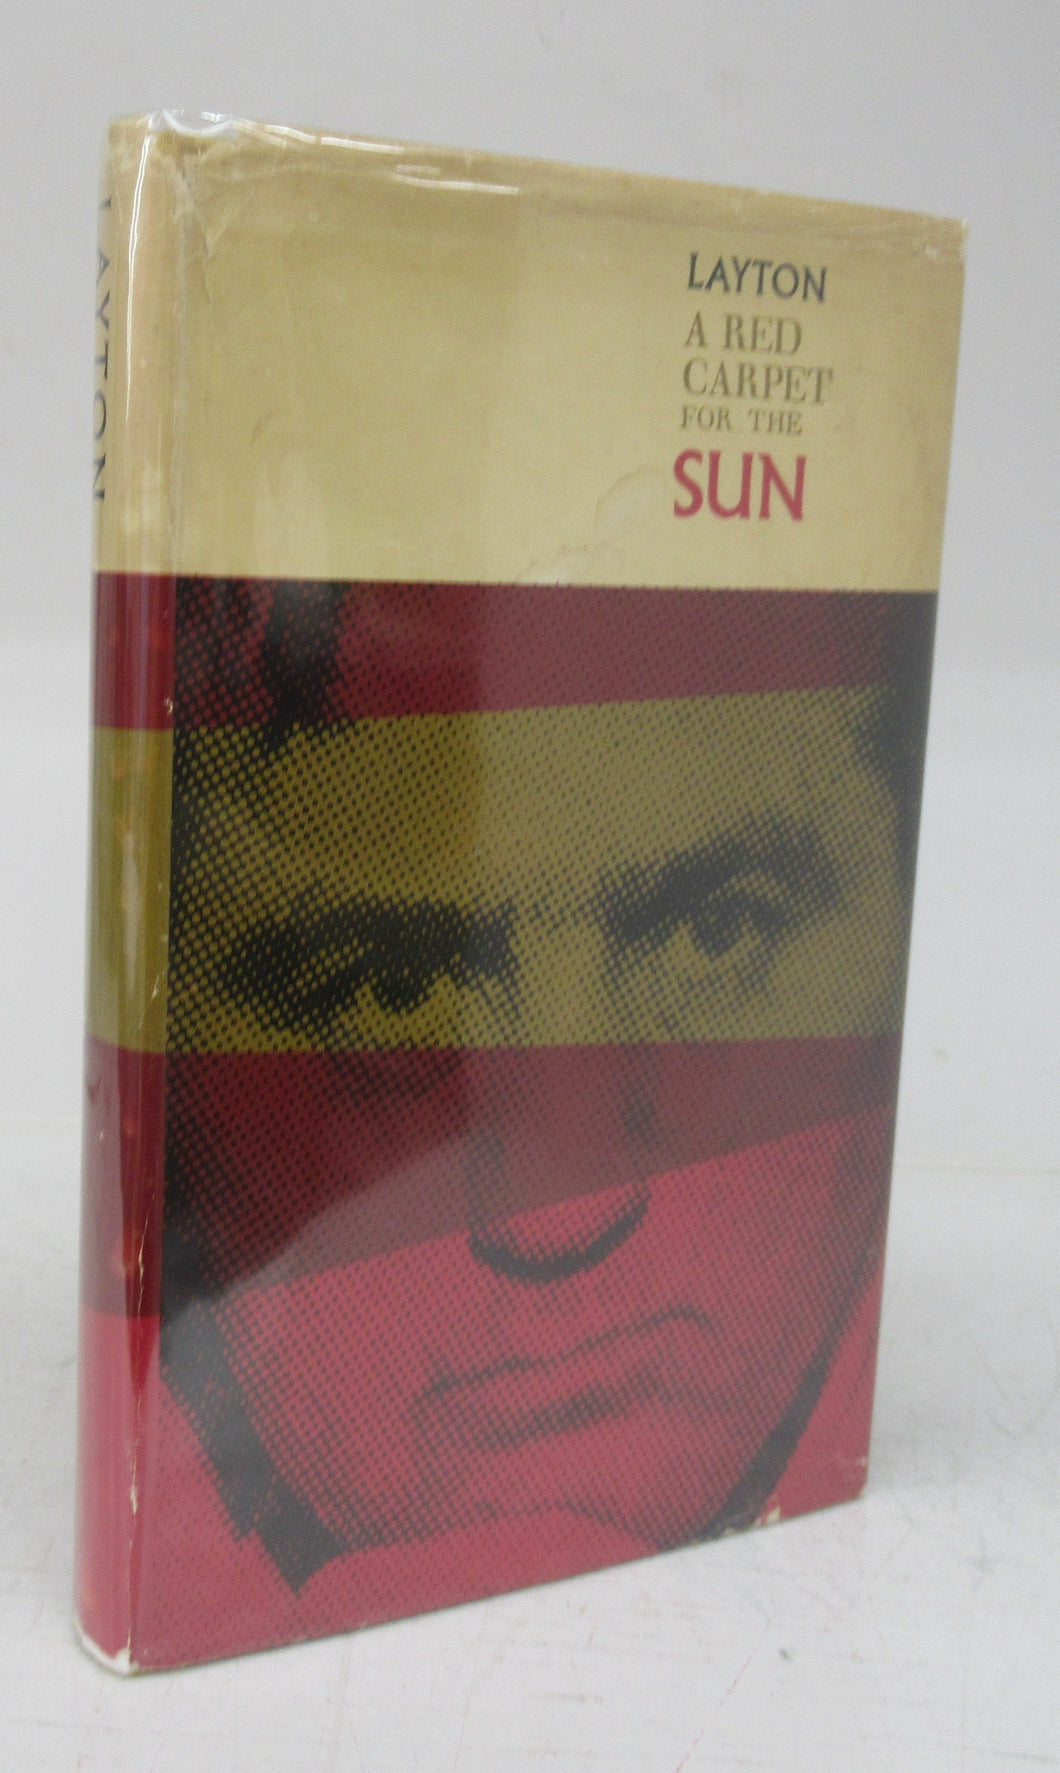 LAYTON
LAYTON
A RED
CARPET
FOR THE
SUN